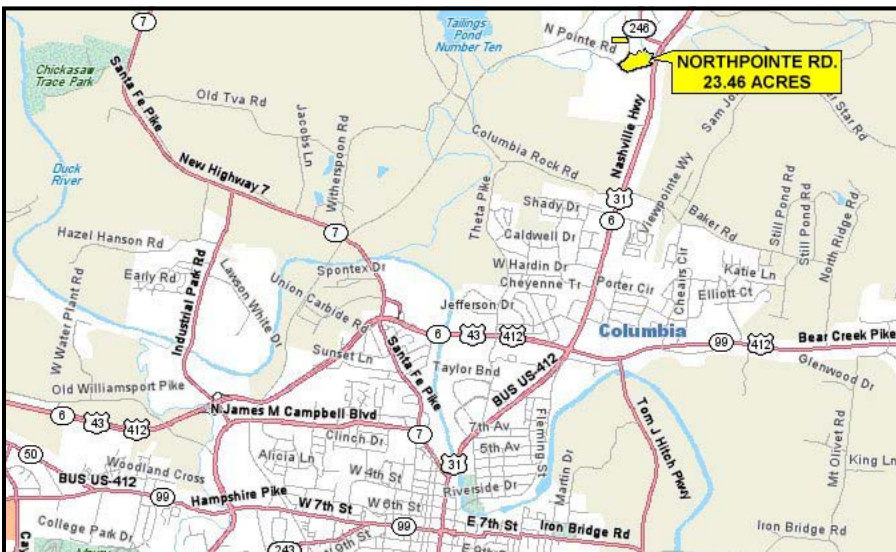 7
Tailings
Pond
Number Ten
N Pointe Rd
246
NORTHPOINTE RD.
23.46 ACRES
Chickasaw
Trace Park
Santa Fe Pike
Old Tva Rd
Jacobs Ln
Witherspoon Rd
Columbia Rock Rd
Nashville Hwy
Sam Jo
er Star Rd
Duck
River
New Highway 7
Theta Pike
31
6
Viewpointe Wy
Shady Dr
Baker Rd
Still Pond Rd
Still Pond Rd
North Ridge Rd
Hazel Hanson Rd
7
Caldwell Dr
Early Rd
Industrial Park Rd
Lawson White Dr
Union Carbide Rd
Spontex Dr
W Hardin Dr
Cheyenne Tr
Porter Cir
Chears Cir
Katie Ln
Elliott Ct
W Water Plant Rd
Jefferson Dr
6
43
412
Columbia
99
412
Bear Creek Pike
Sunset Ln
Santa Fe Pike
Taylor Bnd
BUS US-412
Glenwood Dr
Old Williamsport Pike
6
43
412
N James M Campbell Blvd
7
Clinch Dr
7th Av
5th Av
Fleming St
Tom J Hitch Pkwy
Mt Olivet Rd
50
BUS US-412
Woodland Cross
Alicia Ln
W 4th St
31
Martin Dr
King Ln
99
Hampshire Pike
W 6th St
Riverside Dr
W 7th St
99
E 7th St
Iron Bridge Rd
Iron Bridge Rd
College Park Dr
243
W 9th St
E 9th St